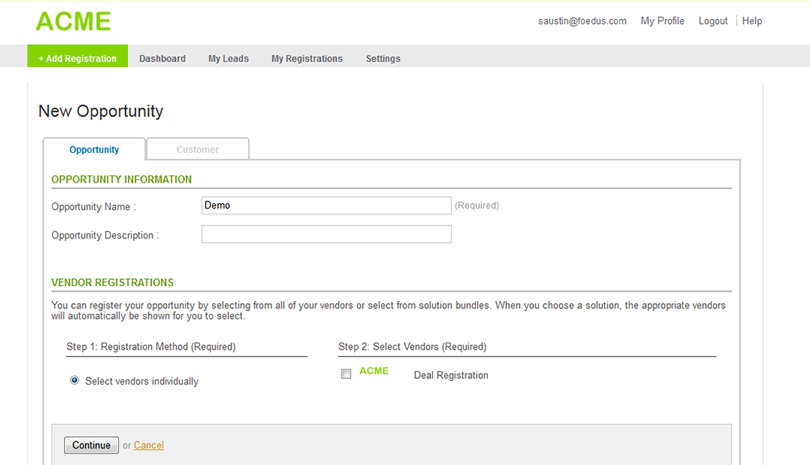 ACME
saustin@foedus.com My Profile Logout | Help
+ Add Registration Dashboard My Leads My Registrations Settings
New Opportunity
Opportunity Customer
OPPORTUNITY INFORMATION
Opportunity Name : Demo (Required)
Opportunity Description :
VENDOR REGISTRATIONS
You can register your opportunity by selecting from all of your vendors or select from solution bundles. When you choose a solution, the appropriate vendors
will automatically be shown for you to select.
Step 1: Registration Method (Required) Step 2: Select Vendors (Required)
Select vendors individually ACME Deal Registration
Continue or Cancel